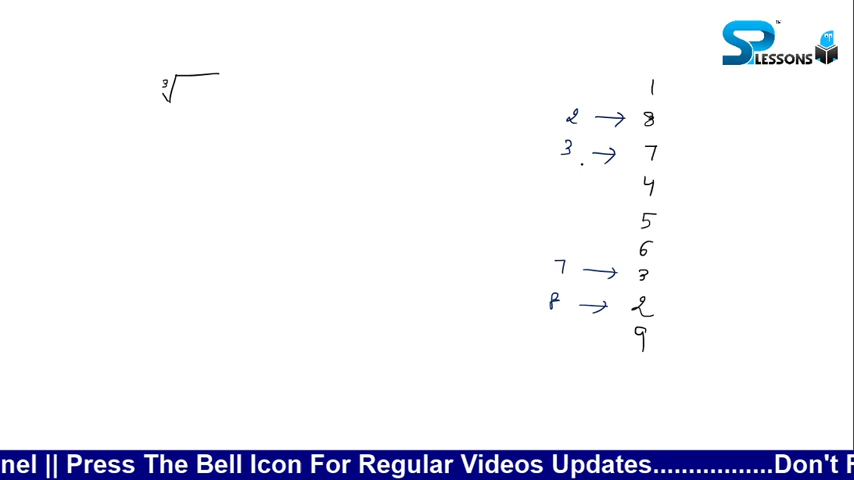 SP LESSONS
∛
1
2 → 8
3 → 7
4
5
6
7 → 3
8 → 2
9
nel || Press The Bell Icon For Regular Videos Updates.................Don't F